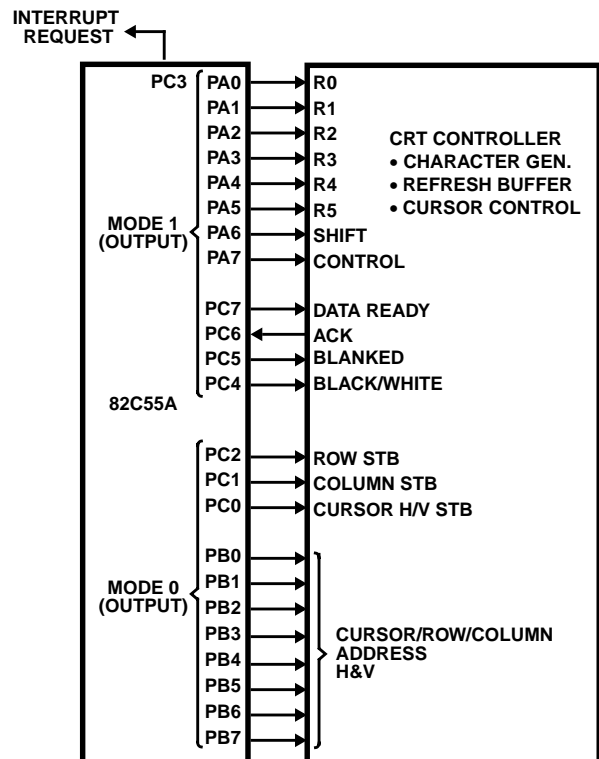 INTERRUPT
REQUEST
PC3 PA0 R0
PA1 R1
PA2 R2
PA3 R3
PA4 R4
PA5 R5
PA6 SHIFT
PA7 CONTROL
CRT CONTROLLER
• CHARACTER GEN.
• REFRESH BUFFER
• CURSOR CONTROL
MODE 1
(OUTPUT)
PC7 DATA READY
PC6 ACK
PC5 BLANKED
PC4 BLACK/WHITE
82C55A
PC2 ROW STB
PC1 COLUMN STB
PC0 CURSOR H/V STB
MODE 0
(OUTPUT)
PB0
PB1
PB2
PB3
PB4
PB5
PB6
PB7
CURSOR/ROW/COLUMN
ADDRESS
H&V